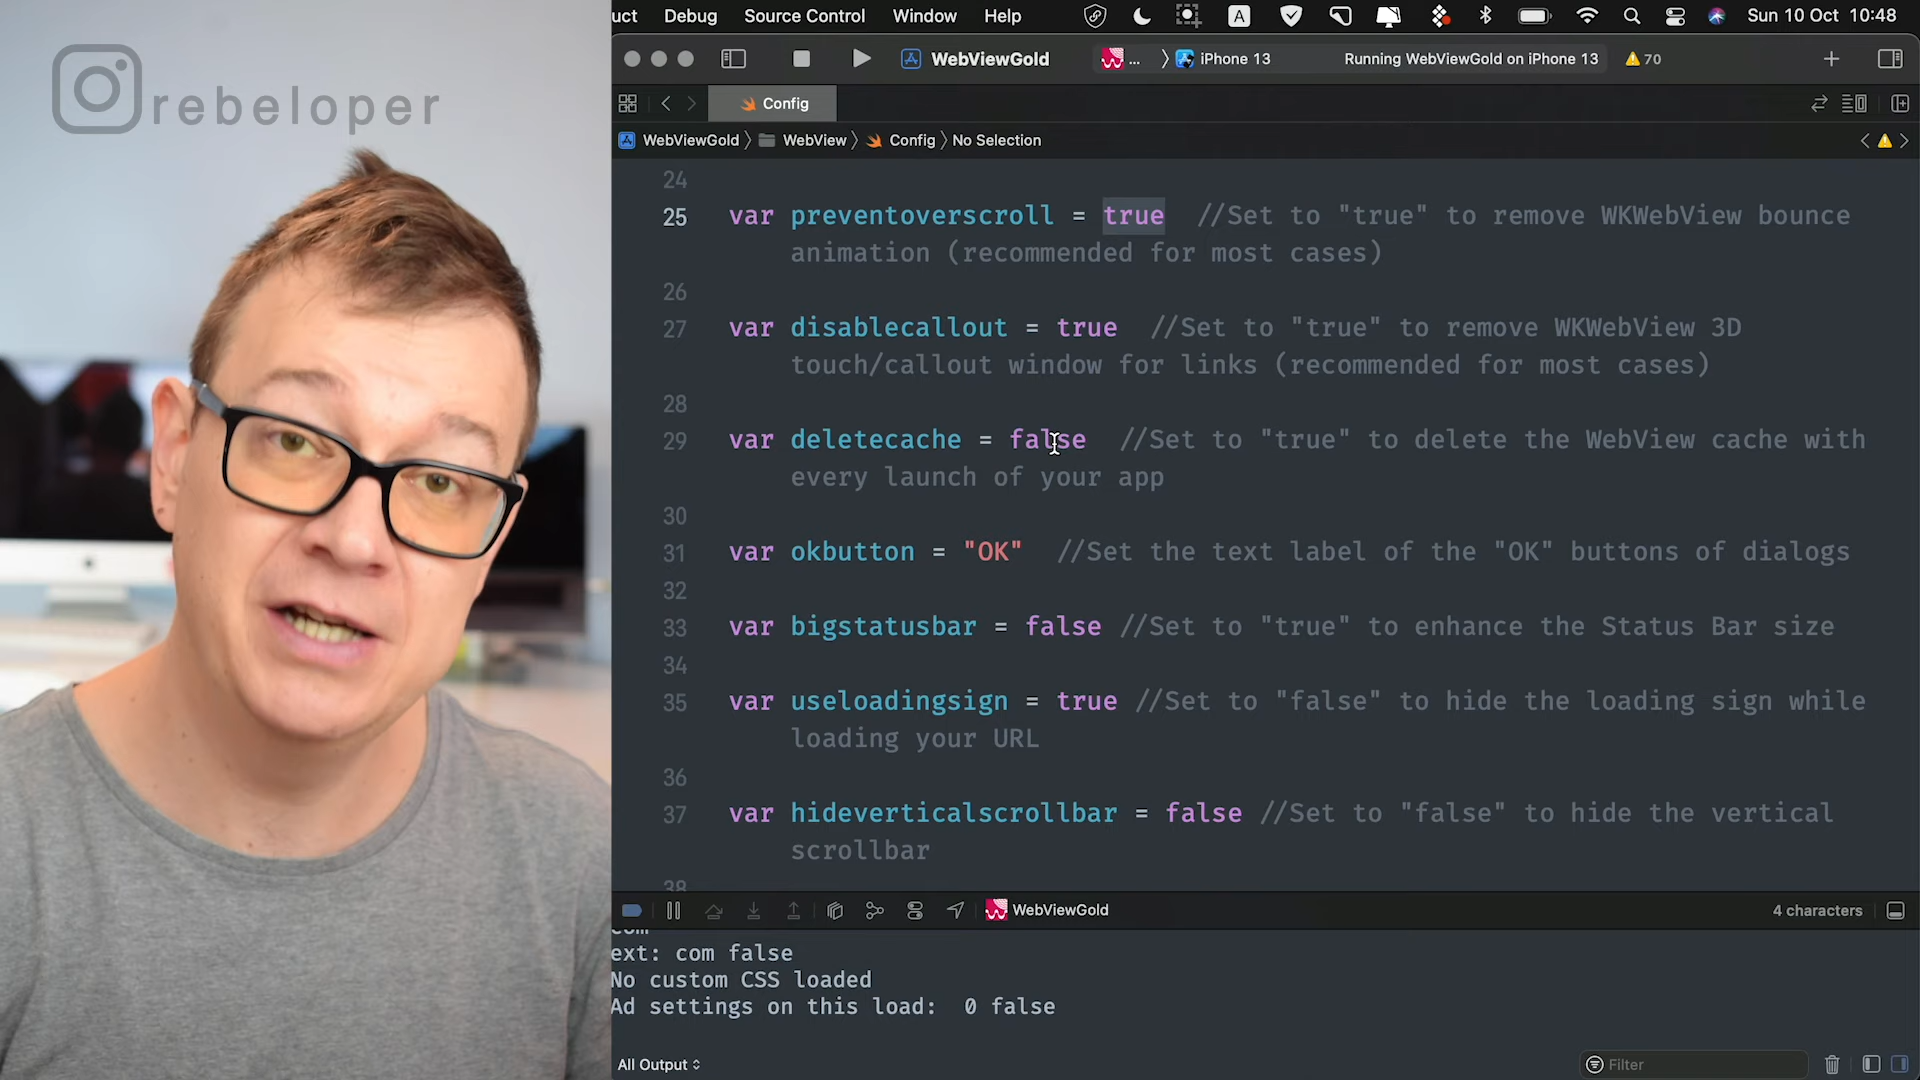 rebeloper
uct Debug Source Control Window Help A Sun 10 Oct 10:48
WebViewGold ... iPhone 13 Running WebViewGold on iPhone 13 70
Config
WebViewGold WebView Config No Selection
24
25 var preventoverscroll = true //Set to "true" to remove WKWebView bounce
animation (recommended for most cases)
26
27 var disablecallout = true //Set to "true" to remove WKWebView 3D
touch/callout window for links (recommended for most cases)
28
29 var deletecache = false //Set to "true" to delete the WebView cache with
every launch of your app
30
31 var okbutton = "OK" //Set the text label of the "OK" buttons of dialogs
32
33 var bigstatusbar = false //Set to "true" to enhance the Status Bar size
34
35 var useloadingsign = true //Set to "false" to hide the loading sign while
loading your URL
36
37 var hideverticalscrollbar = false //Set to "false" to hide the vertical
scrollbar
38
WebViewGold 4 characters
com
ext: com false
No custom CSS loaded
Ad settings on this load: 0 false
All Output Filter